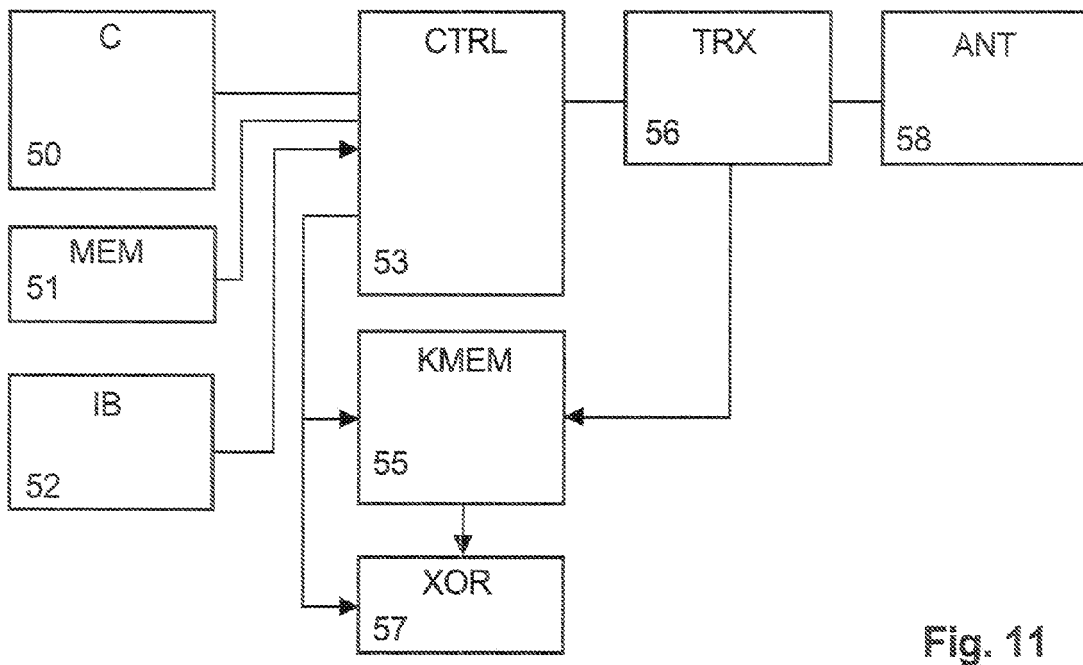 C
50
MEM
51
IB
52
CTRL
53
KMEM
55
XOR
57
TRX
56
ANT
58
Fig. 11